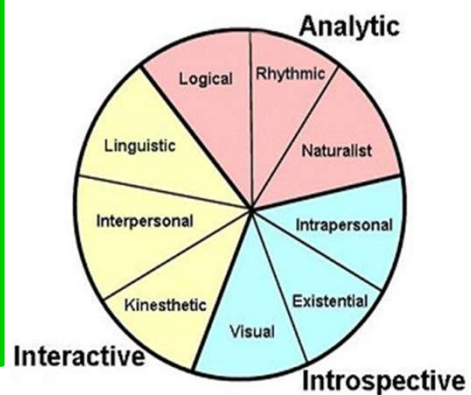 Analytic
Logical
Rhythmic
Linguistic
Naturalist
Interpersonal
Intrapersonal
Kinesthetic
Existential
Visual
Interactive
Introspective